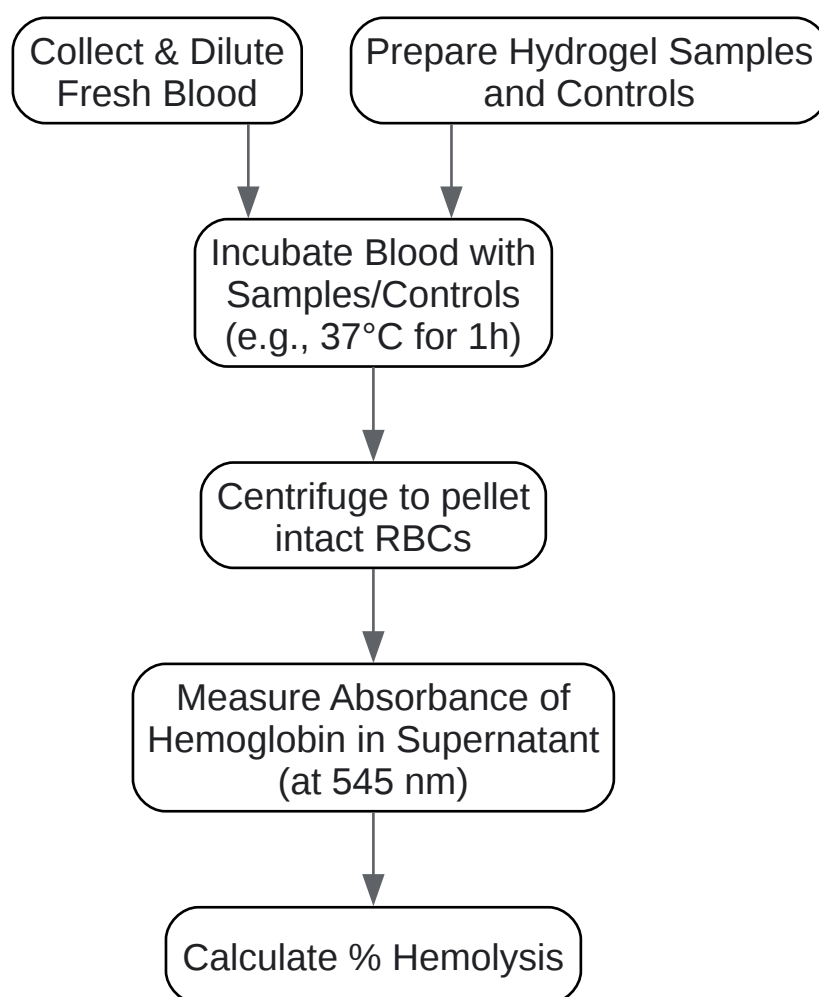 Collect & Dilute
Fresh Blood
Prepare Hydrogel Samples
and Controls
Incubate Blood with
Samples/Controls
(e.g., 37°C for 1h)
Centrifuge to pellet
intact RBCs
Measure Absorbance of
Hemoglobin in Supernatant
(at 545 nm)
Calculate % Hemolysis